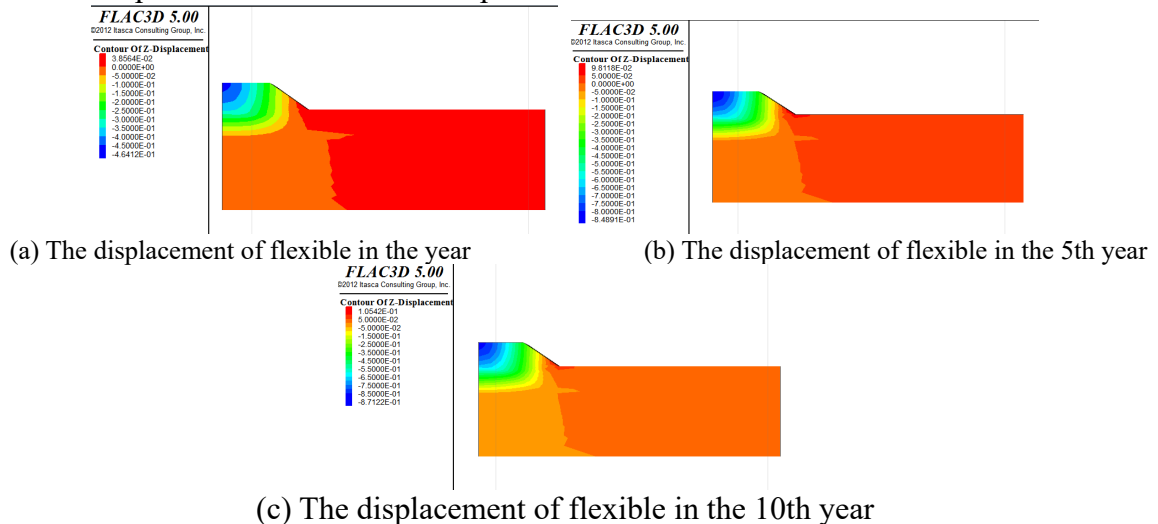 FLAC3D 5.00
©2012 Itasca Consulting Group, Inc.
Contour Of Z-Displacement
3.8564E-02
0.0000E+00
-5.0000E-02
-1.0000E-01
-1.5000E-01
-2.0000E-01
-2.5000E-01
-3.0000E-01
-3.5000E-01
-4.0000E-01
-4.5000E-01
-4.6412E-01
FLAC3D 5.00
©2012 Itasca Consulting Group, Inc.
Contour Of Z-Displacement
9.8118E-02
5.0000E-02
0.0000E+00
-5.0000E-02
-1.0000E-01
-1.5000E-01
-2.0000E-01
-2.5000E-01
-3.0000E-01
-3.5000E-01
-4.0000E-01
-4.5000E-01
-5.0000E-01
-5.5000E-01
-6.0000E-01
-6.5000E-01
-7.0000E-01
-7.5000E-01
-8.0000E-01
-8.4891E-01
(a) The displacement of flexible in the year
(b) The displacement of flexible in the 5th year
FLAC3D 5.00
©2012 Itasca Consulting Group, Inc.
Contour Of Z-Displacement
1.0542E-01
5.0000E-02
-5.0000E-02
-1.5000E-01
-2.5000E-01
-3.5000E-01
-4.5000E-01
-5.5000E-01
-6.5000E-01
-7.5000E-01
-8.5000E-01
-8.7122E-01
(c) The displacement of flexible in the 10th year